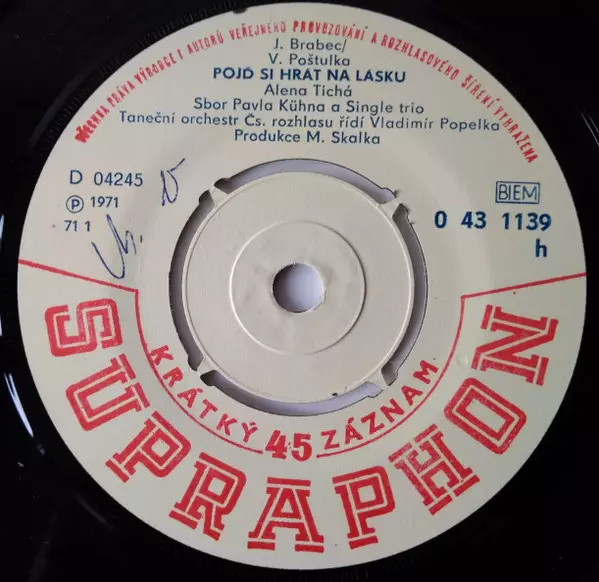 VŠECHNA PRÁVA VÝROBCE I AUTORŮ VEŘEJNÉHO PROVOZOVÁNÍ A ROZHLASOVÉHO ŠÍŘENÍ VYHRAZENA
J. Brabec/
V. Poštulka
POJĎ SI HRÁT NA LÁSKU
Alena Tichá
Sbor Pavla Kühna a Single trio
Taneční orchestr Čs. rozhlasu řídí Vladimír Popelka
Produkce M. Skalka
D 04245
Ⓟ 1971
71 1
BIEM
0 43 1139
h
KRÁTKÝ 45 ZÁZNAM
SUPRAPHON